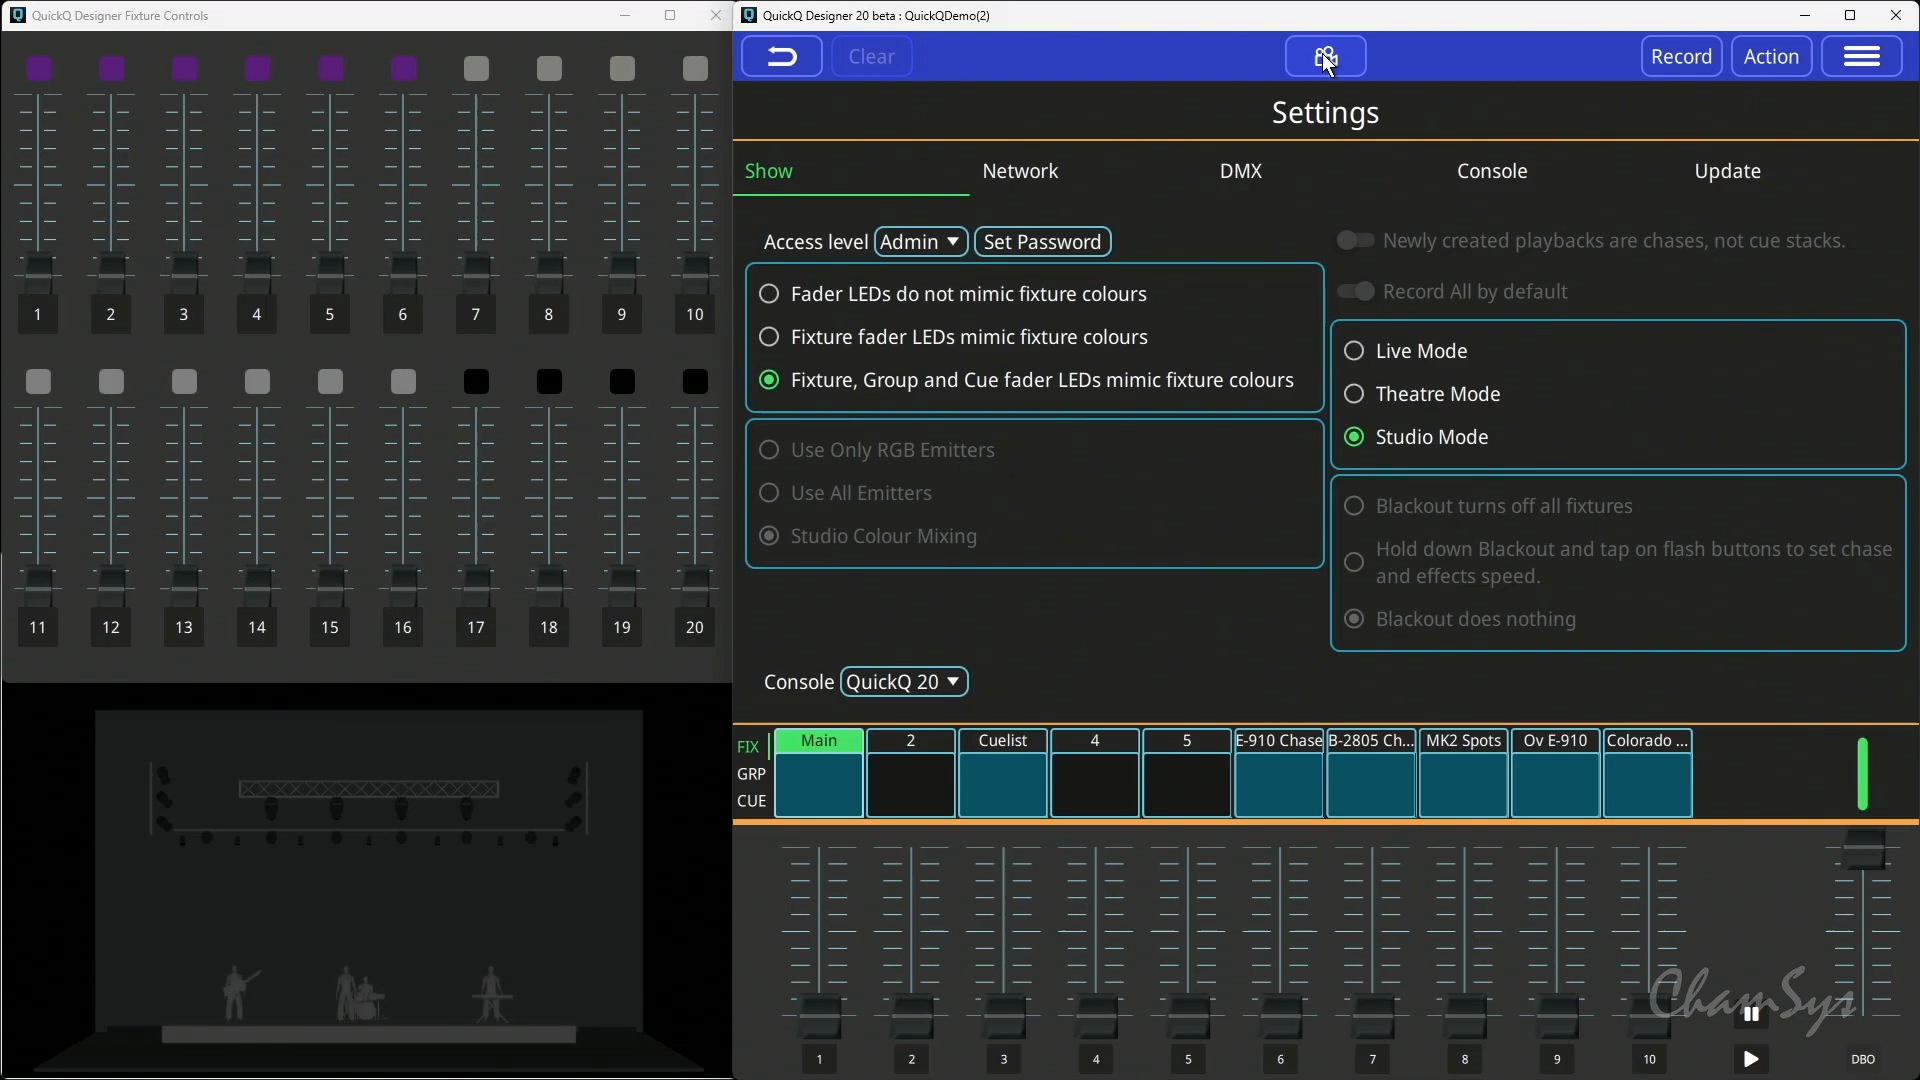 QuickQ Designer Fixture Controls
1 2 3 4 5 6 7 8 9 10
11 12 13 14 15 16 17 18 19 20
QuickQ Designer 20 beta : QuickQDemo(2)
Clear
Record
Action
Settings
Show
Network
DMX
Console
Update
Access level Admin Set Password
Fader LEDs do not mimic fixture colours
Fixture fader LEDs mimic fixture colours
Fixture, Group and Cue fader LEDs mimic fixture colours
Use Only RGB Emitters
Use All Emitters
Studio Colour Mixing
Newly created playbacks are chases, not cue stacks.
Record All by default
Live Mode
Theatre Mode
Studio Mode
Blackout turns off all fixtures
Hold down Blackout and tap on flash buttons to set chase
and effects speed.
Blackout does nothing
Console QuickQ 20
FIX
GRP
CUE
Main 2 Cuelist 4 5 E-910 Chase B-2805 Ch... MK2 Spots Ov E-910 Colorado ...
ChamSys
1 2 3 4 5 6 7 8 9 10 DBO